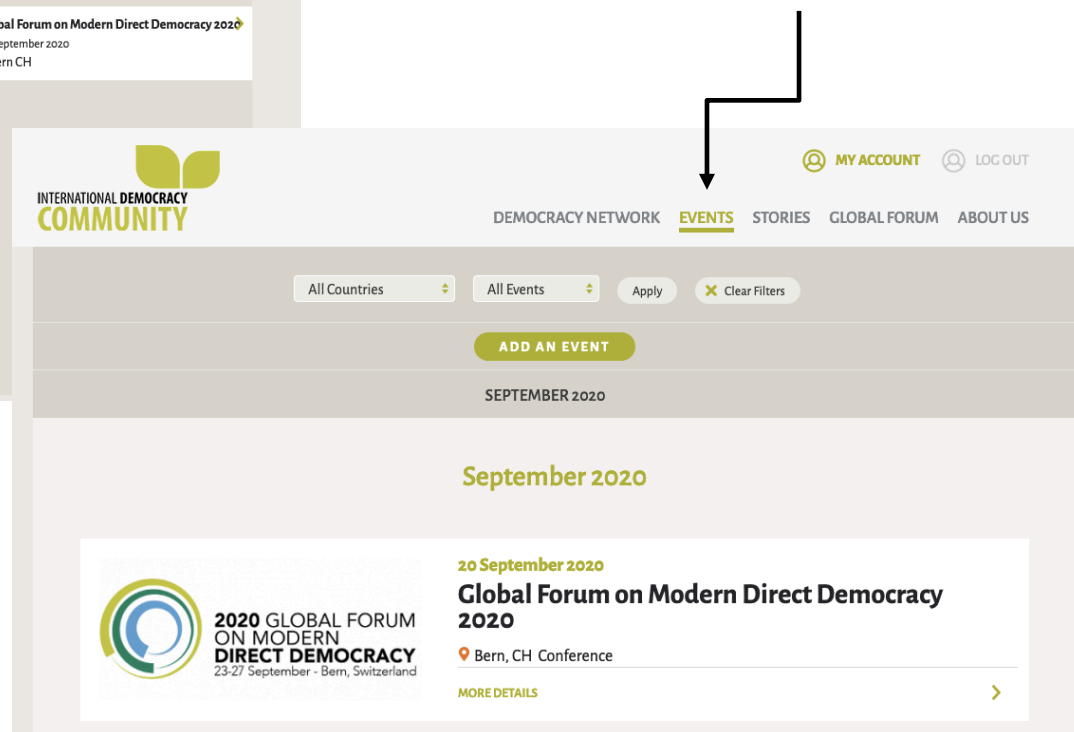 Forum on Modern Direct Democracy 2020
2020
CH
INTERNATIONAL DEMOCRACY
COMMUNITY
MY ACCOUNT LOG OUT
DEMOCRACY NETWORK EVENTS STORIES GLOBAL FORUM ABOUT US
All Countries All Events Apply Clear Filters
ADD AN EVENT
SEPTEMBER 2020
September 2020
2020 GLOBAL FORUM
ON MODERN
DIRECT DEMOCRACY
23-27 September - Bern, Switzerland
20 September 2020
Global Forum on Modern Direct Democracy
2020
Bern, CH Conference
MORE DETAILS